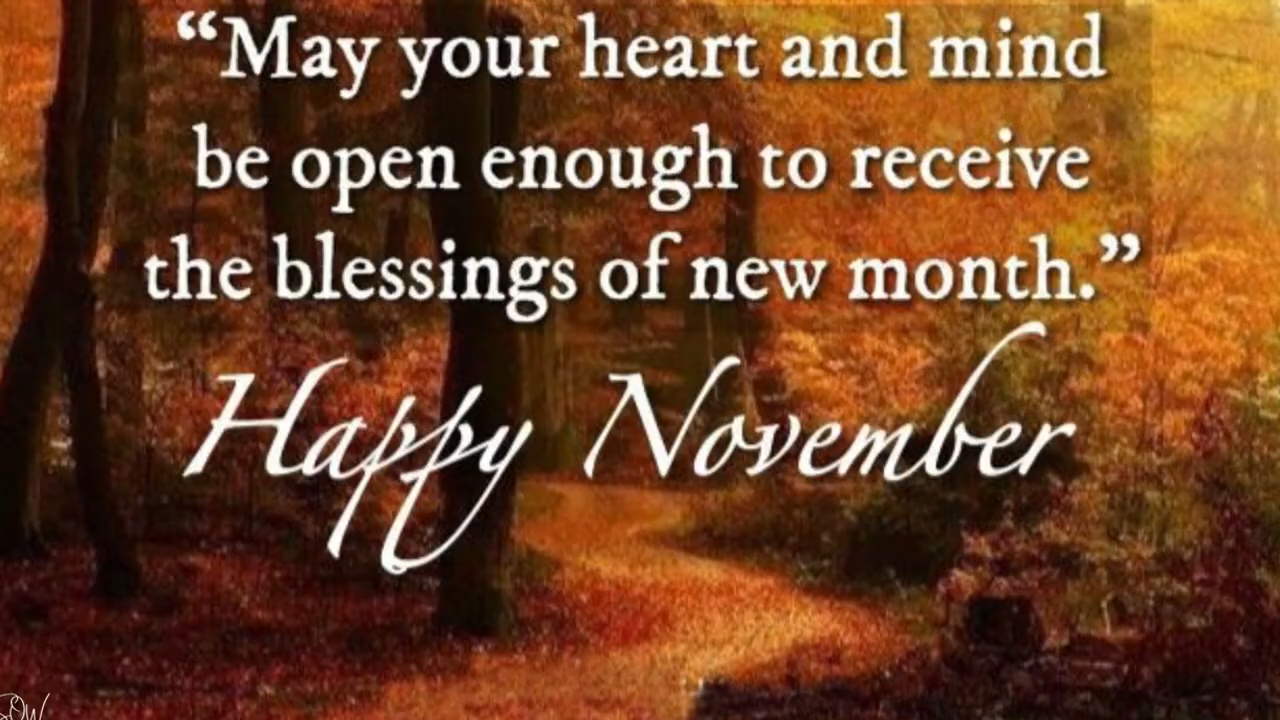 “May your heart and mind
be open enough to receive
the blessings of new month.”
Happy November